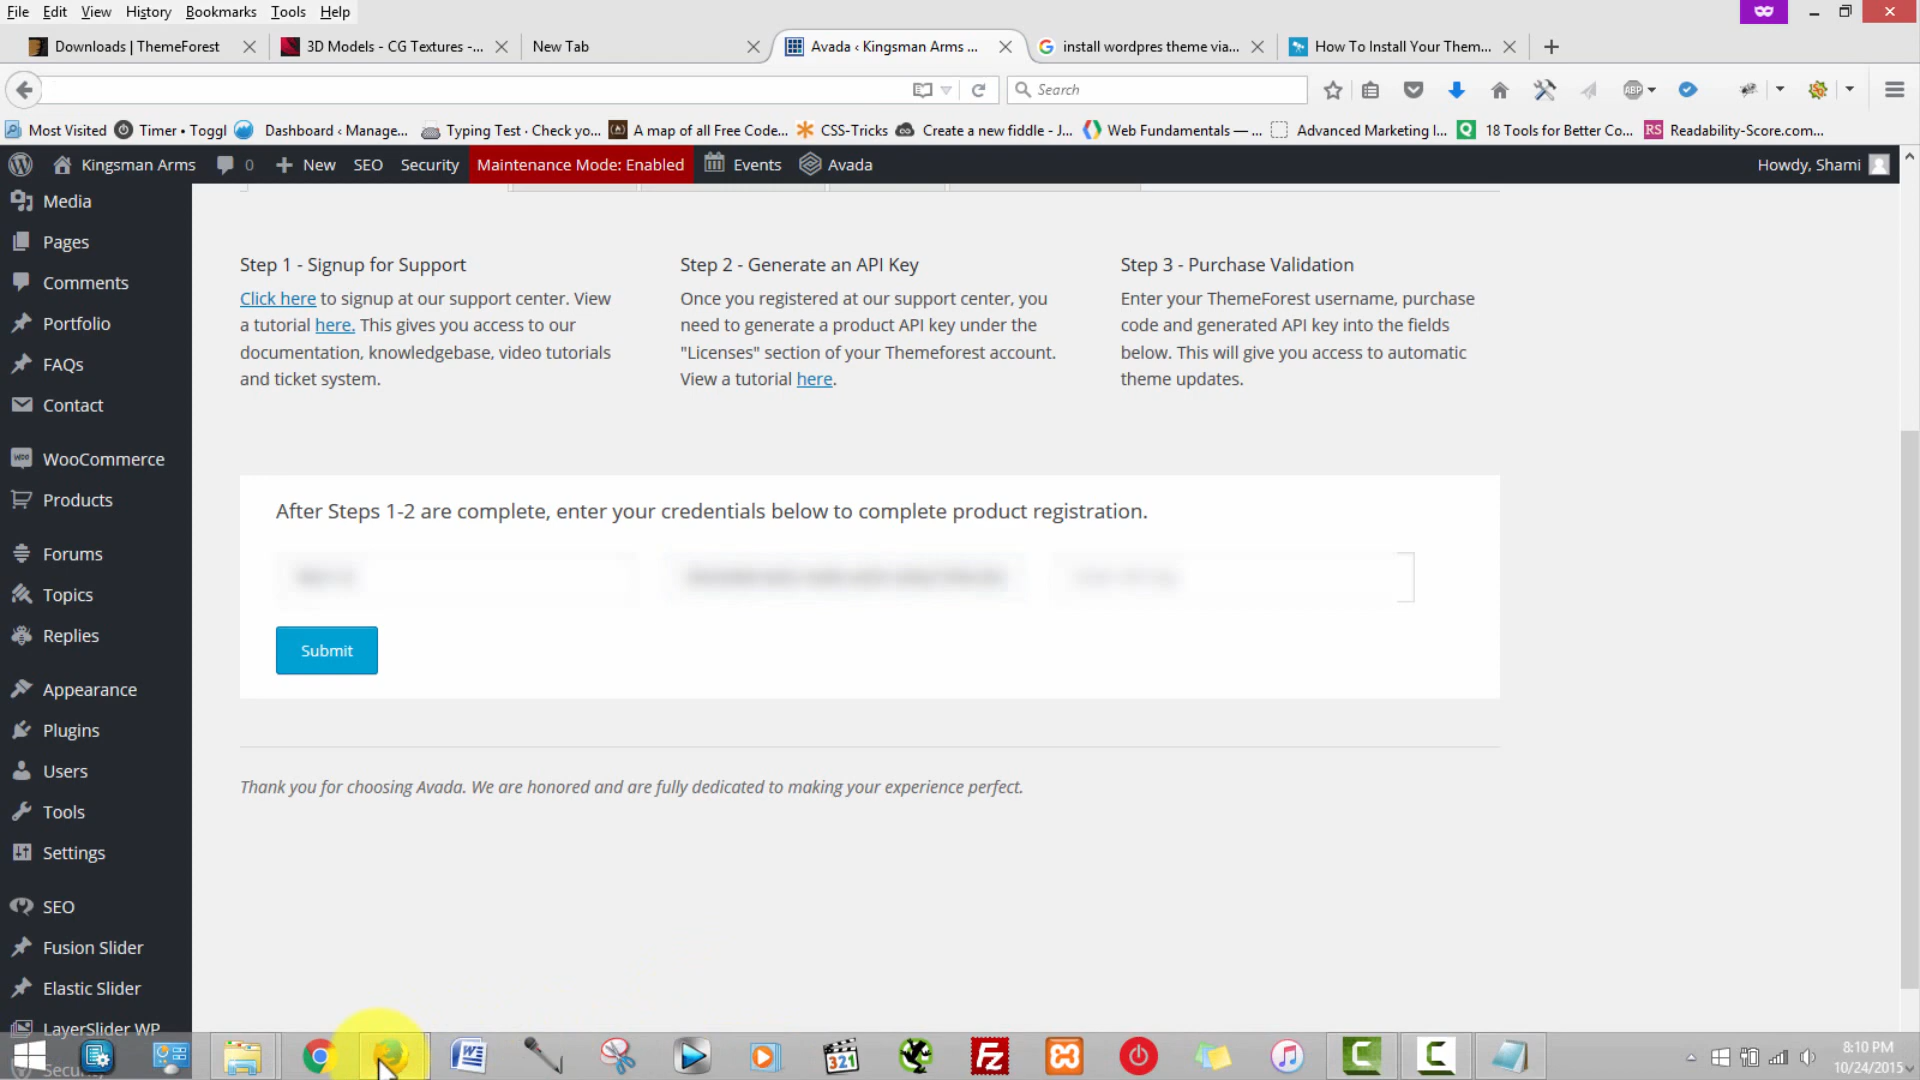 File Edit View History Bookmarks Tools Help
Downloads | ThemeForest
3D Models - CG Textures -...
New Tab
Avada ‹ Kingsman Arms ...
install wordpres theme via...
How To Install Your Them...
Search
ABP
Most Visited
Timer • Toggl
Dashboard ‹ Manage...
Typing Test · Check yo...
A map of all Free Code...
CSS-Tricks
Create a new fiddle - J...
Web Fundamentals — ...
Advanced Marketing I...
18 Tools for Better Co...
RS Readability-Score.com...
Kingsman Arms
0
New
SEO
Security
Maintenance Mode: Enabled
Events
Avada
Howdy, Shami
Media
Pages
Comments
Portfolio
FAQs
Contact
WooCommerce
Products
Forums
Topics
Replies
Appearance
Plugins
Users
Tools
Settings
SEO
Fusion Slider
Elastic Slider
LayerSlider WP
Step 1 - Signup for Support
Click here to signup at our support center. View
a tutorial here. This gives you access to our
documentation, knowledgebase, video tutorials
and ticket system.
Step 2 - Generate an API Key
Once you registered at our support center, you
need to generate a product API key under the
"Licenses" section of your Themeforest account.
View a tutorial here.
Step 3 - Purchase Validation
Enter your ThemeForest username, purchase
code and generated API key into the fields
below. This will give you access to automatic
theme updates.
After Steps 1-2 are complete, enter your credentials below to complete product registration.
Submit
Thank you for choosing Avada. We are honored and are fully dedicated to making your experience perfect.
321
8:10 PM
10/24/2015